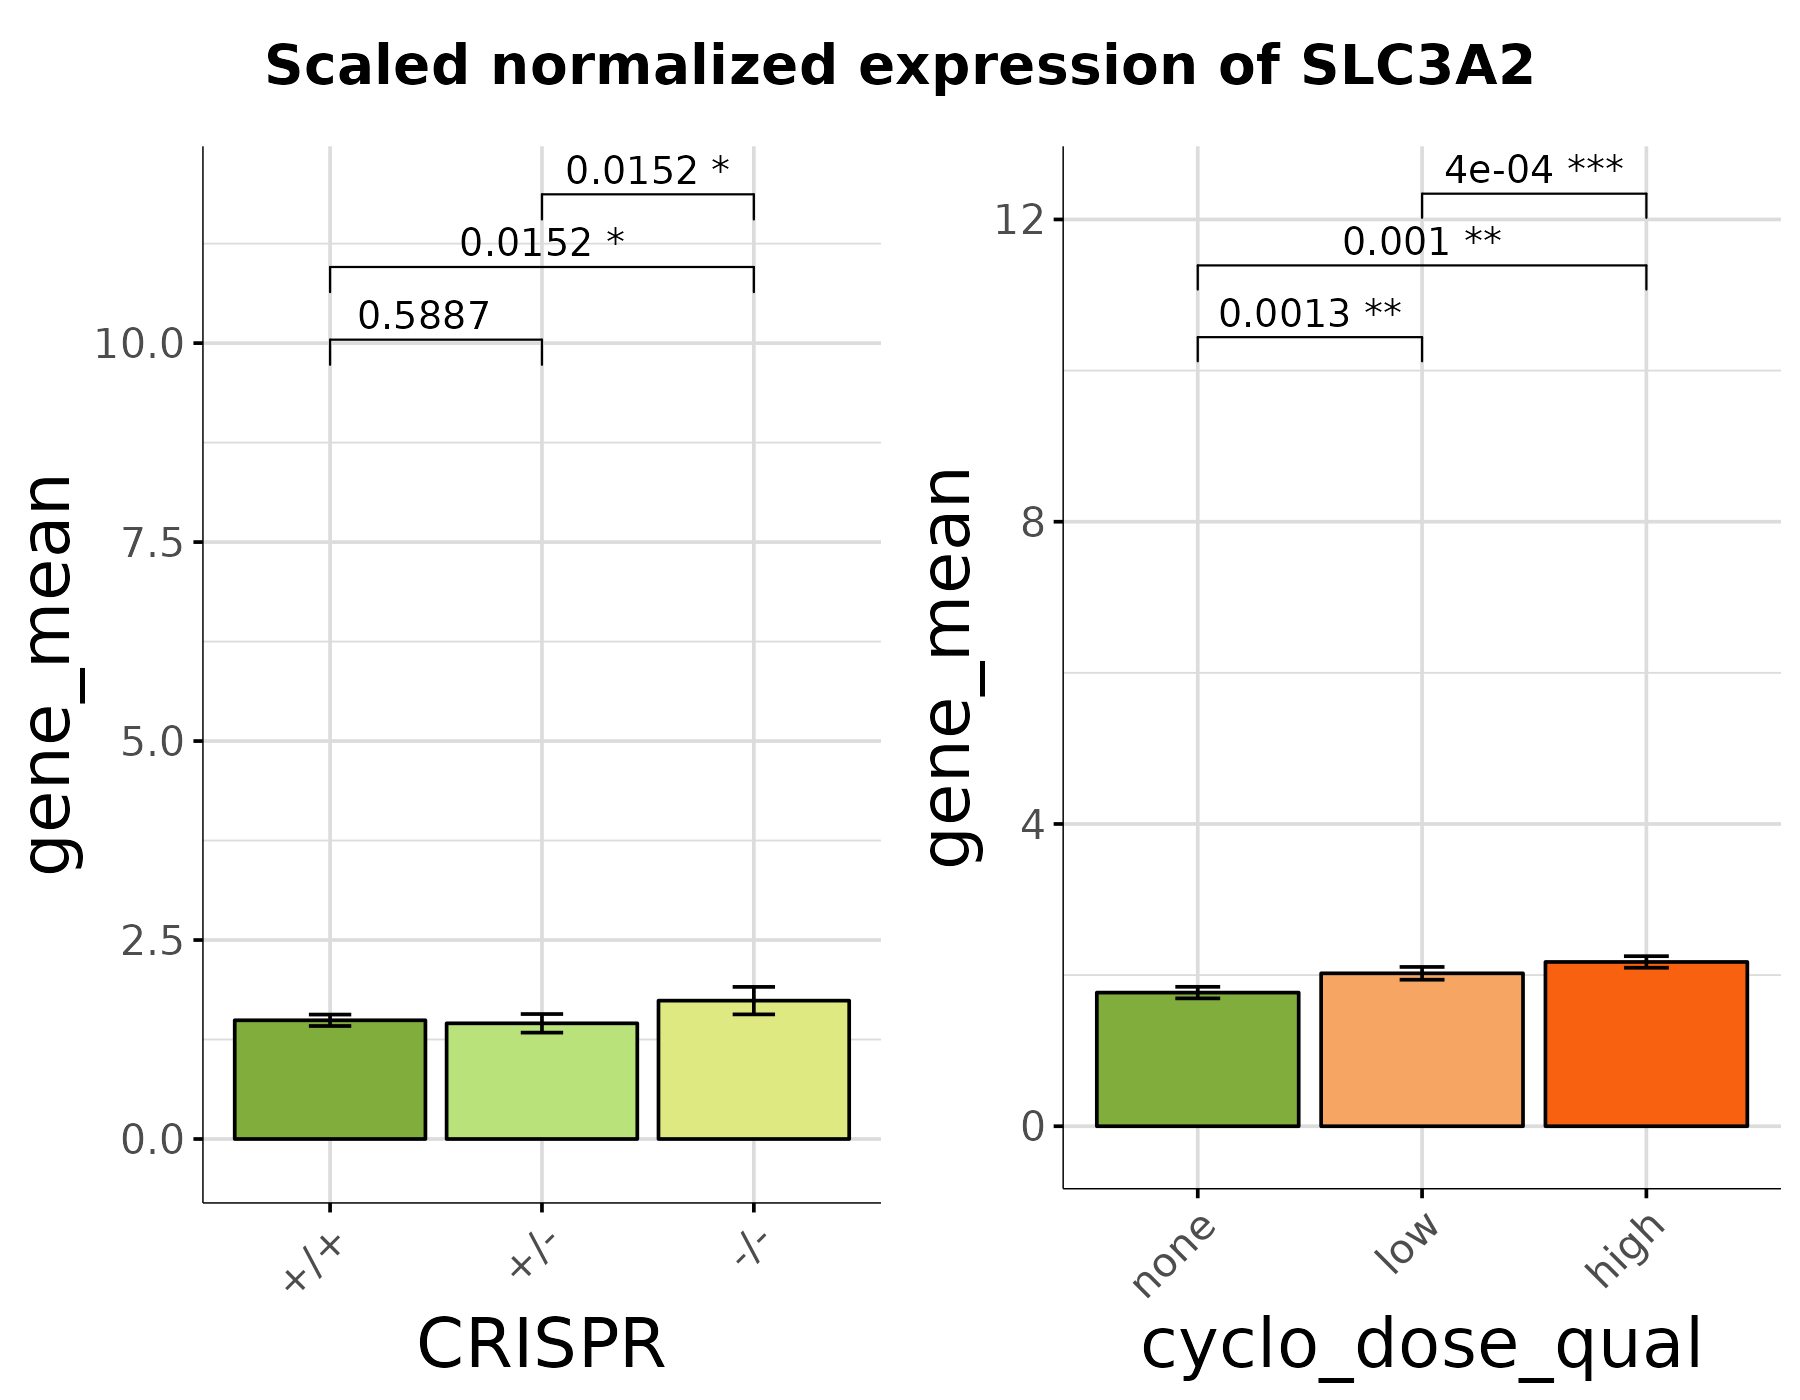 Scaled normalized expression of SLC3A2
gene_mean
0.0152 *
0.0152 *
0.5887
10.0
7.5
5.0
2.5
0.0
+/+
+/-
-/-
CRISPR
gene_mean
4e-04 ***
0.001 **
0.0013 **
12
8
4
0
none
low
high
cyclo_dose_qual